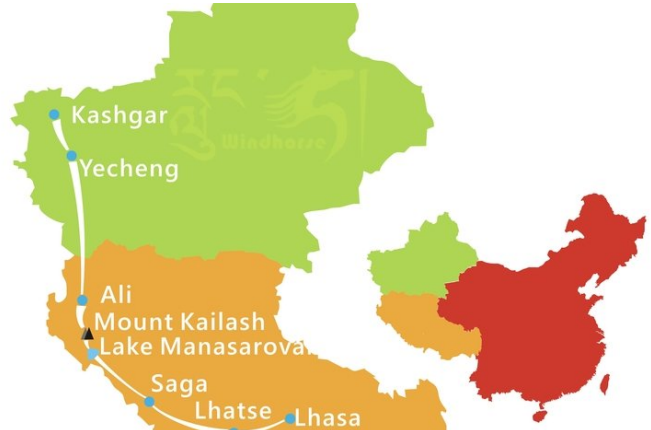 Windhorse
Kashgar
Yecheng
Ali
Mount Kailash
Lake Manasarova
Saga
Lhatse
Lhasa